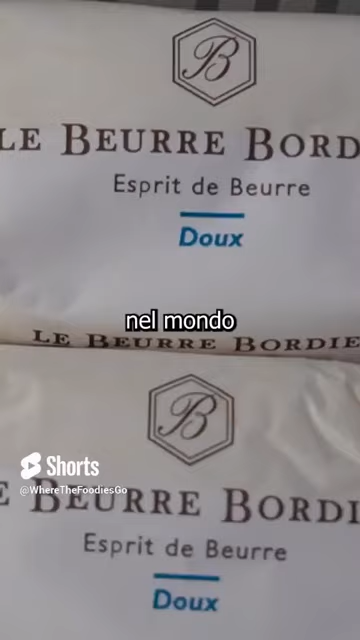 B
LE BEURRE BORD
Esprit de Beurre
Doux
nel mondo
LE BEURRE BORDIE
B
Shorts
@WhereTheFoodiesGo
E BEURRE BORDI
Esprit de Beurre
Doux